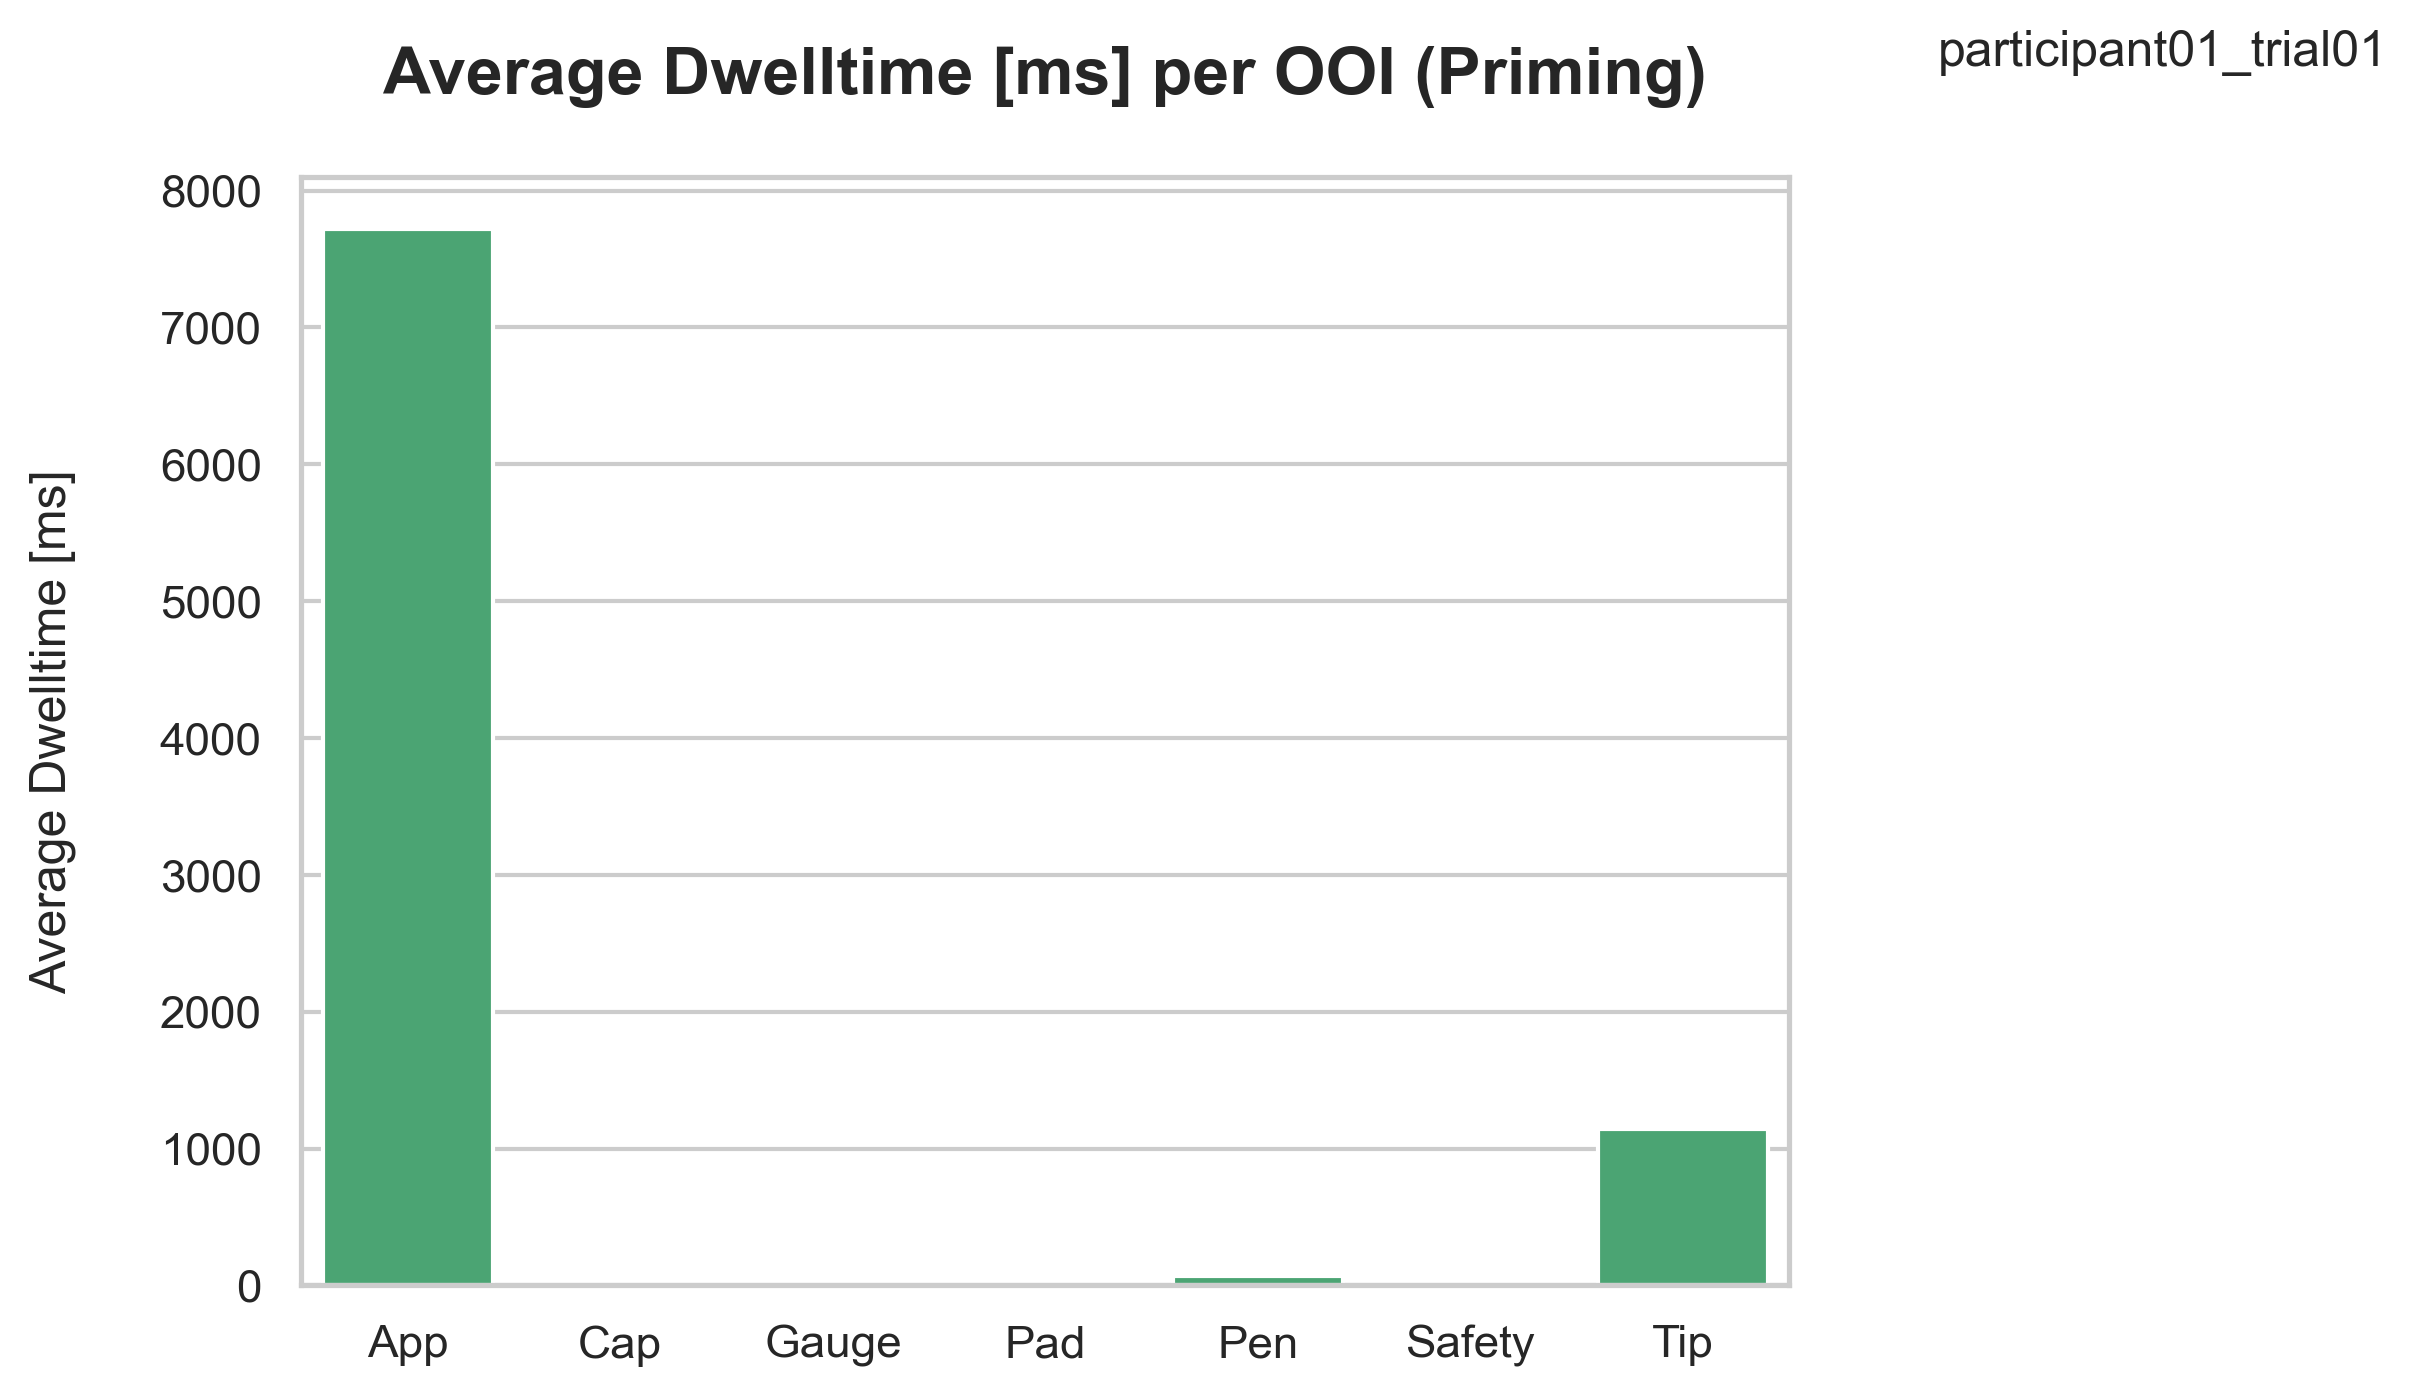 participant01_trial01
Average Dwelltime [ms] per OOI (Priming)
Average Dwelltime [ms]
8000
7000
6000
5000
4000
3000
2000
1000
0
App Cap Gauge Pad Pen Safety Tip